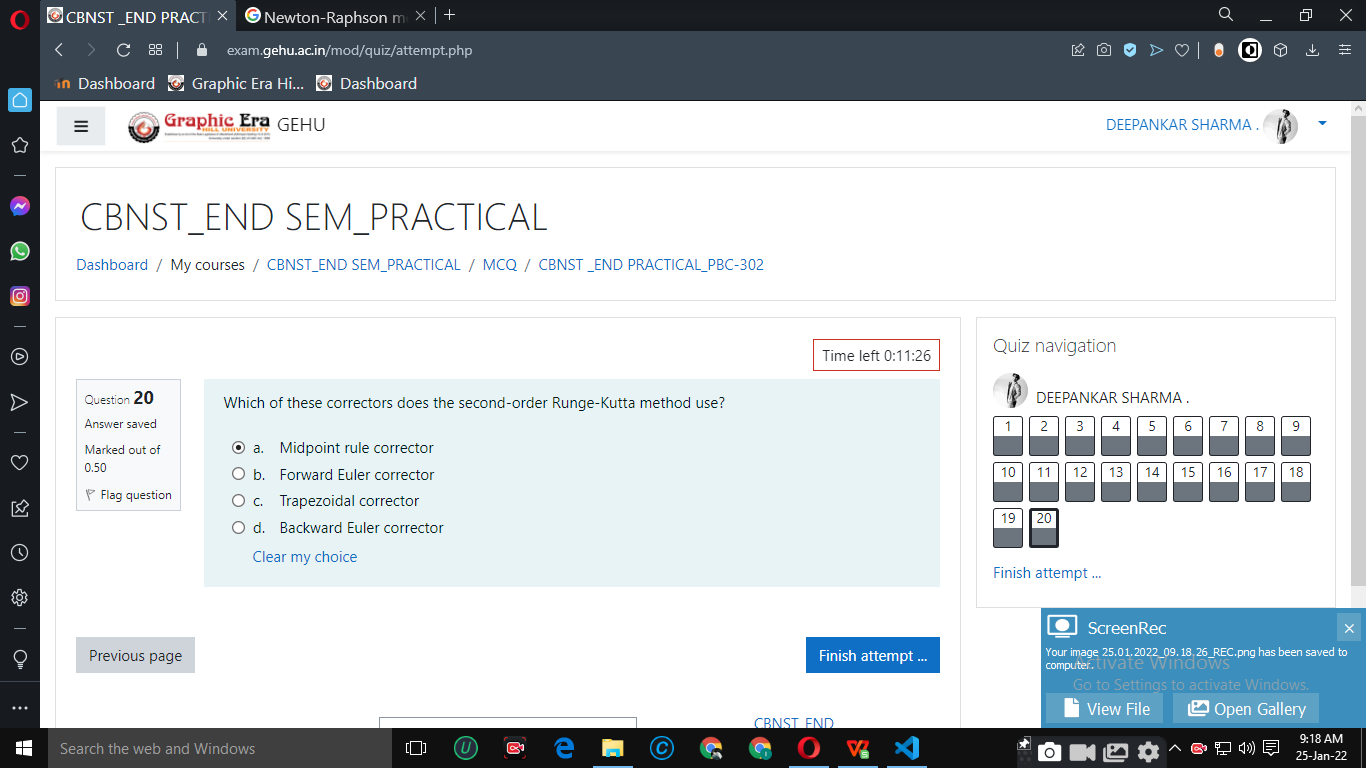 CBNST _END PRACT
Newton-Raphson m
exam.gehu.ac.in/mod/quiz/attempt.php
Dashboard
Graphic Era Hi...
Dashboard
Graphic Era
HILL UNIVERSITY
GEHU
DEEPANKAR SHARMA .
CBNST_END SEM_PRACTICAL
Dashboard / My courses / CBNST_END SEM_PRACTICAL / MCQ / CBNST _END PRACTICAL_PBC-302
Time left 0:11:26
Question 20
Answer saved
Marked out of
0.50
Flag question
Which of these correctors does the second-order Runge-Kutta method use?
a. Midpoint rule corrector
b. Forward Euler corrector
c. Trapezoidal corrector
d. Backward Euler corrector
Clear my choice
Previous page
Finish attempt ...
CBNST_END
Quiz navigation
DEEPANKAR SHARMA .
1 2 3 4 5 6 7 8 9
10 11 12 13 14 15 16 17 18
19 20
Finish attempt ...
ScreenRec
Your image 25.01.2022_09.18.26_REC.png has been saved to
computer.
Activate Windows
Go to Settings to activate Windows.
View File
Open Gallery
Search the web and Windows
9:18 AM
25-Jan-22